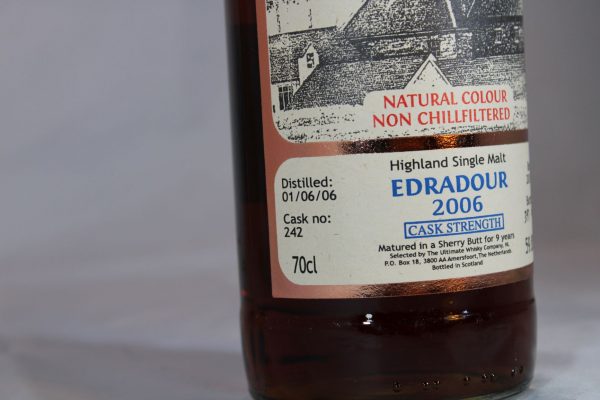 NATURAL COLOUR
NON CHILLFILTERED
Highland Single Malt
EDRADOUR
2006
CASK STRENGTH
Matured in a Sherry Butt for 9 years
Selected by The Ultimate Whisky Company, NL
P.O. Box 18, 3800 AA Amersfoort, The Netherlands.
Bottled in Scotland
Distilled:
01/06/06
Cask no:
242
70cl